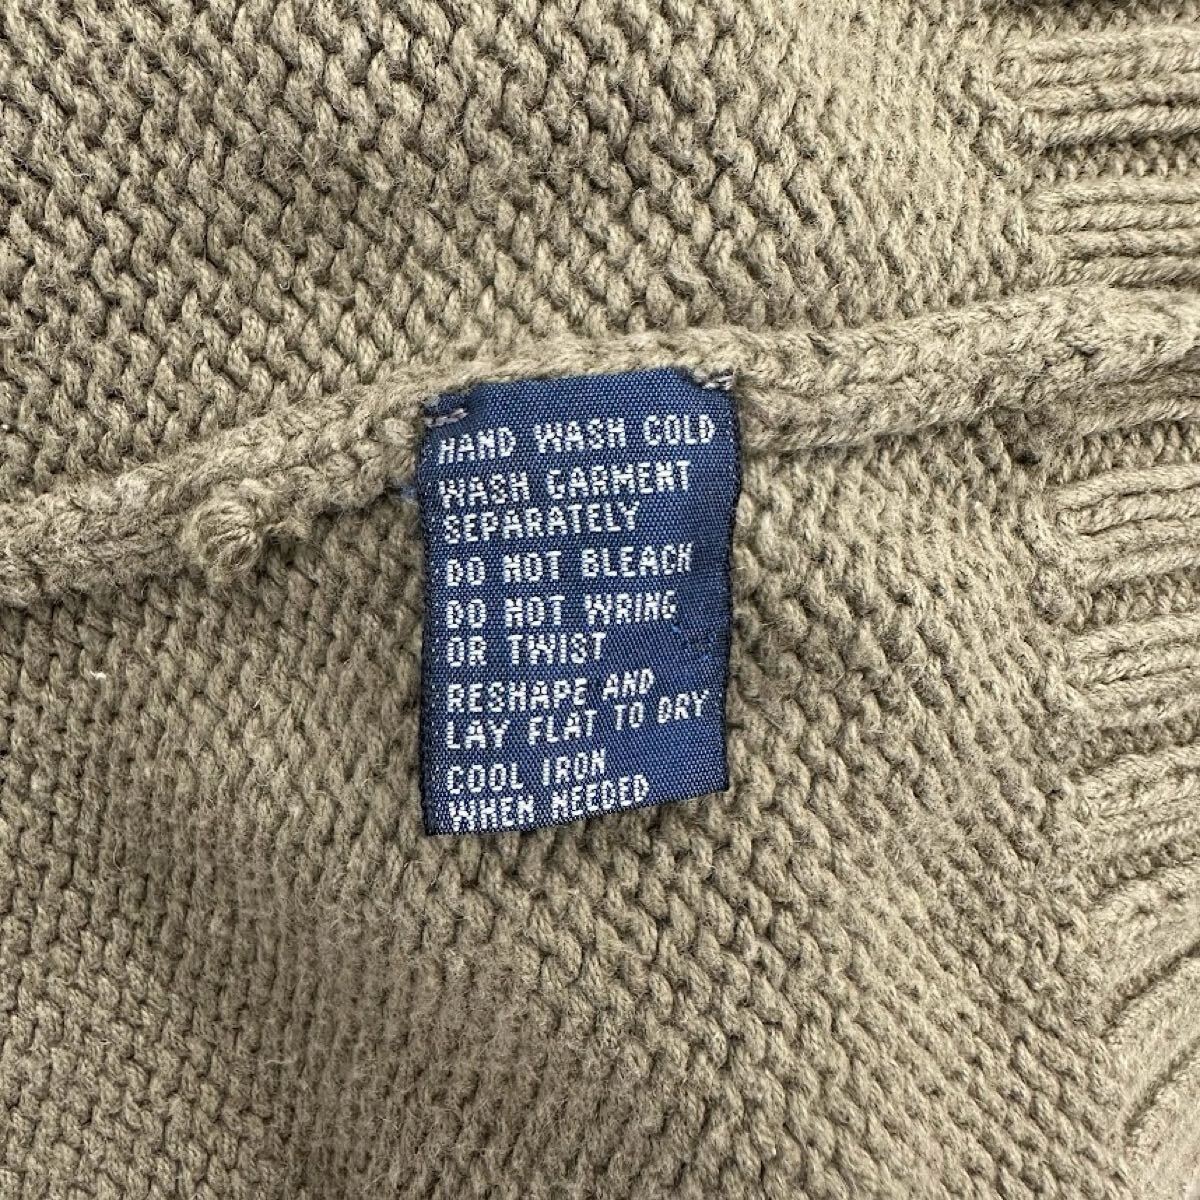 HAND WASH COLD
WASH GARMENT
SEPARATELY
DO NOT BLEACH
DO NOT WRING
OR TWIST
RESHAPE AND
LAY FLAT TO DRY
COOL IRON
WHEN NEEDED